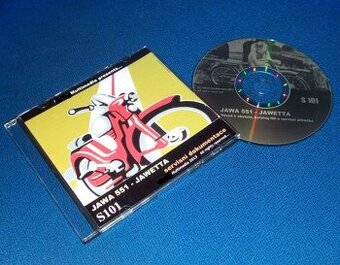 Multimedia presents...
JAWA 551 - JAWETTA
S101
servisní dokumentace
JAWA 551 - JAWETTA
S 101